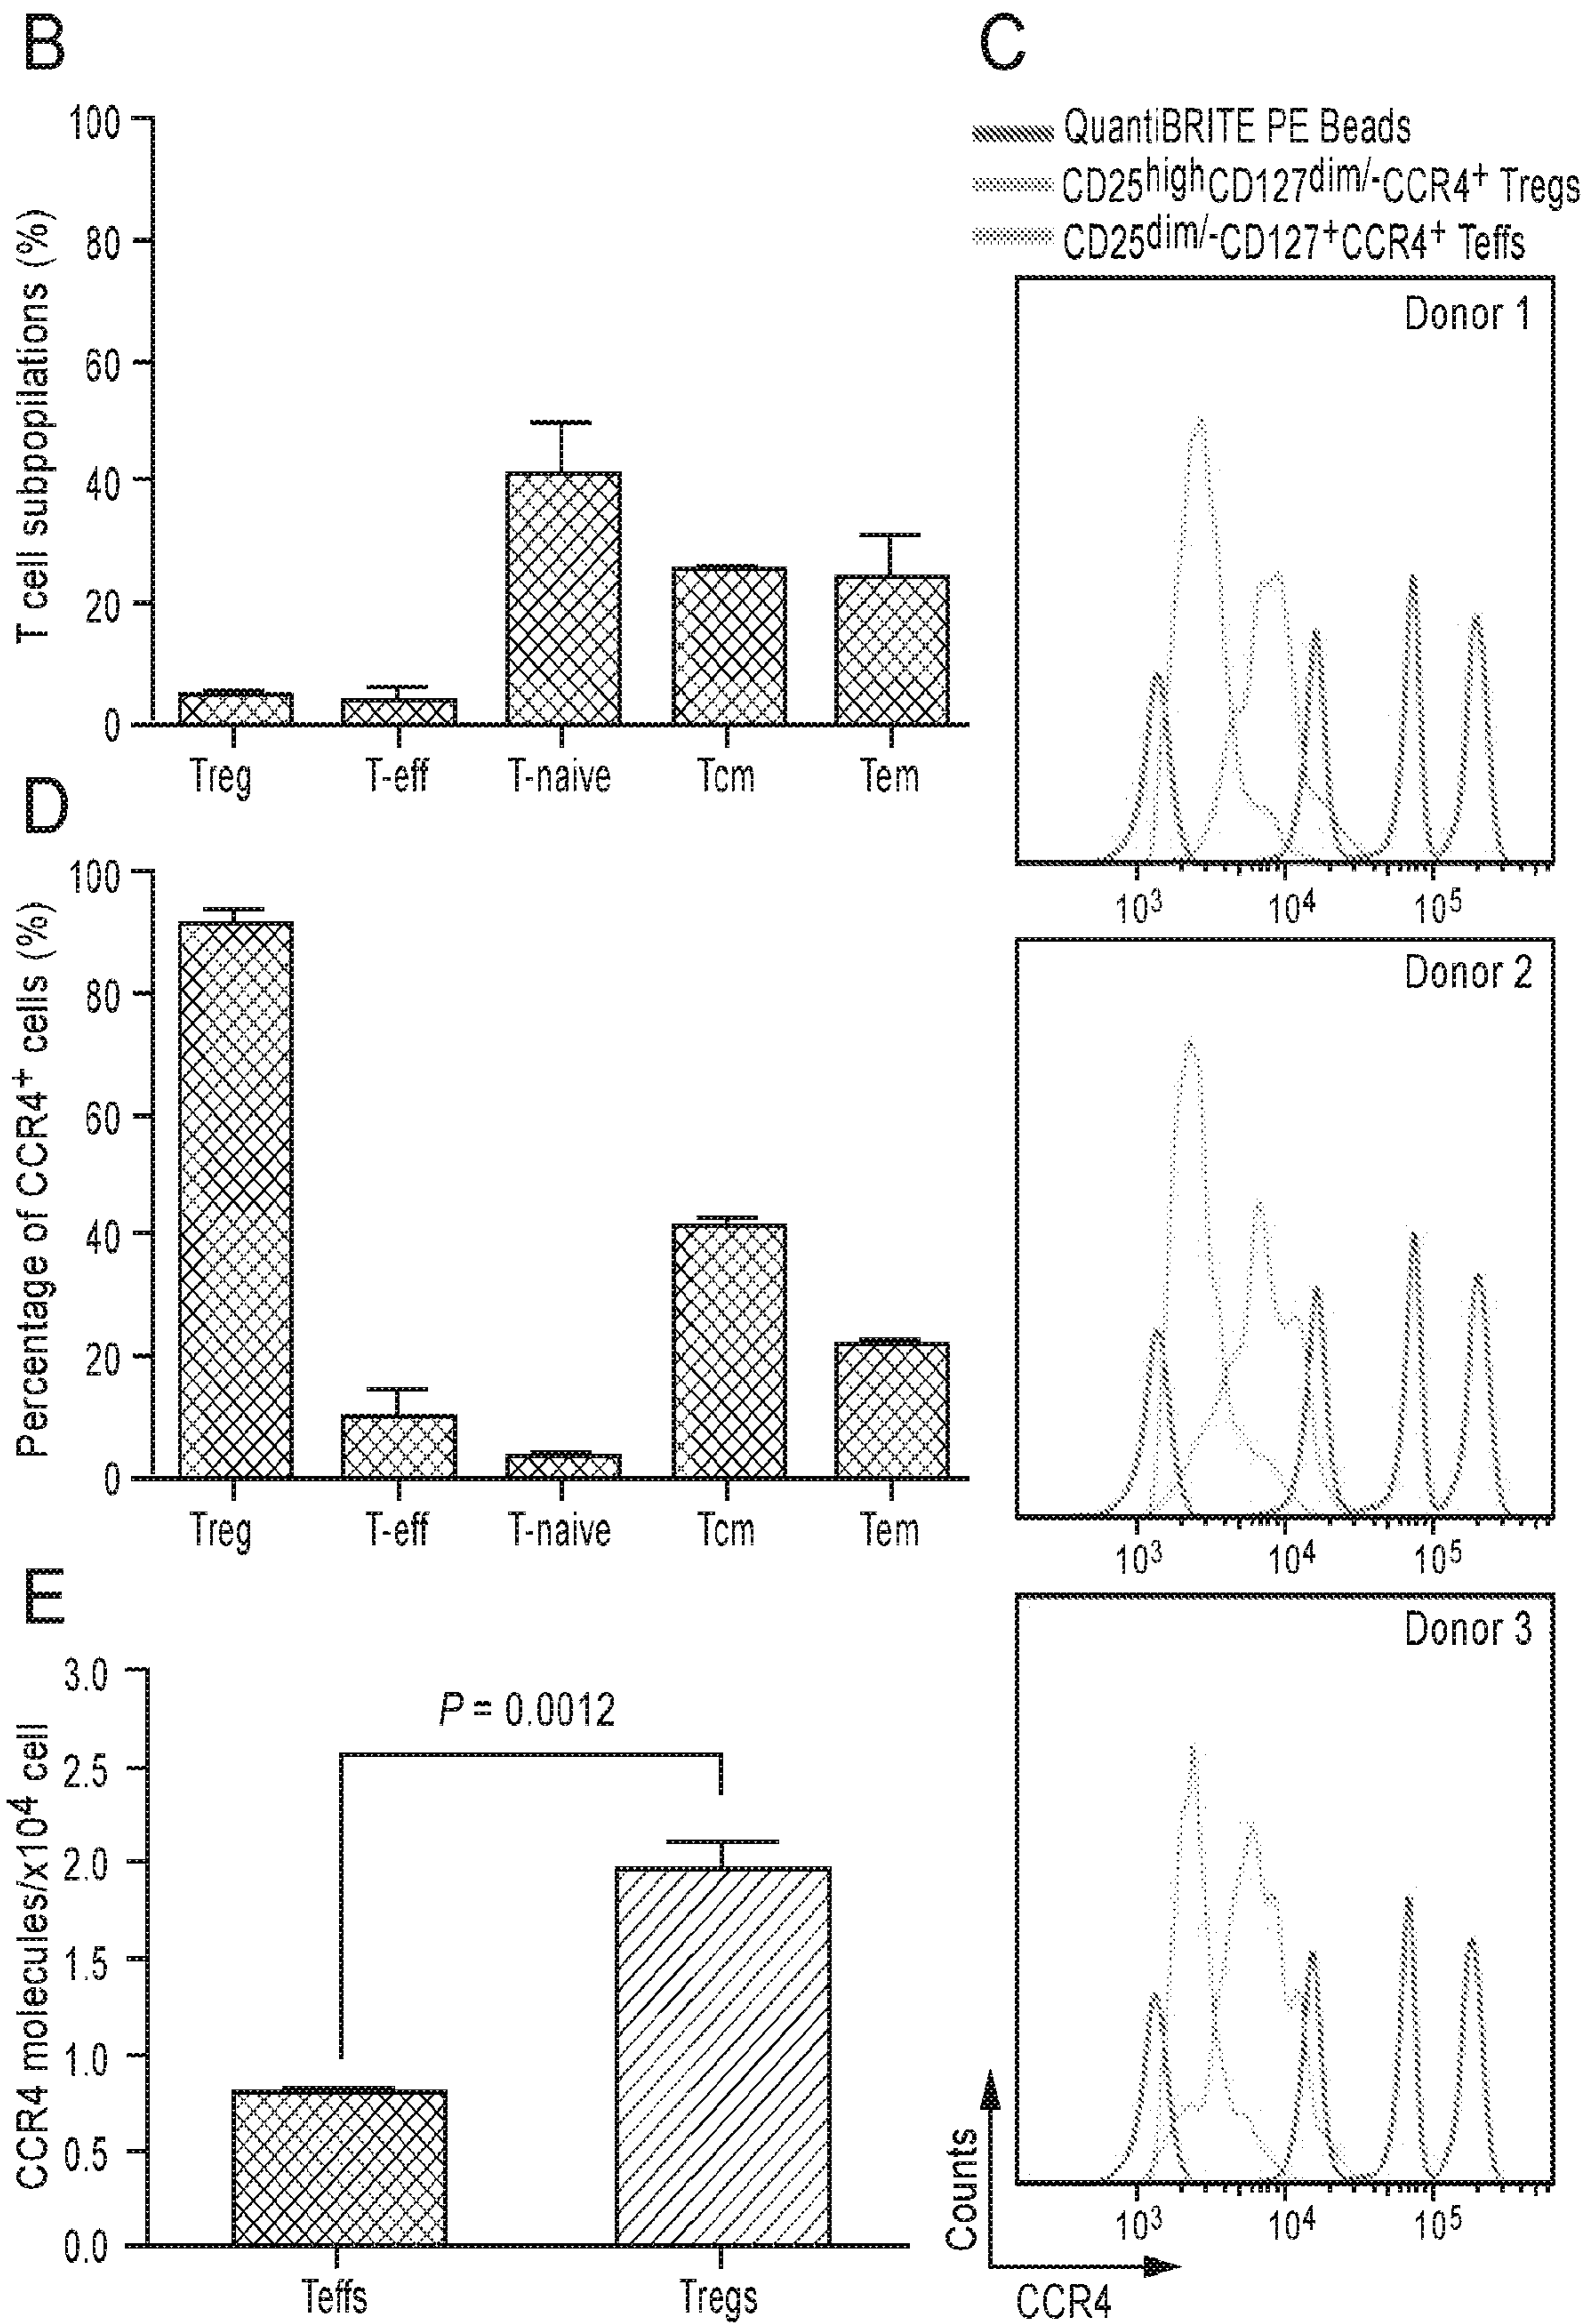 B
100
80
60
40
20
0
T cell subpopilations (%)
Treg T-eff T-naive Tcm Tem
C
QuantiBRITE PE Beads
CD25highCD127dim/-CCR4+ Tregs
CD25dim/-CD127+CCR4+ Teffs
Donor 1
10³ 10⁴ 10⁵
Donor 2
10³ 10⁴ 10⁵
Donor 3
10³ 10⁴ 10⁵
Counts
CCR4
D
100
80
60
40
20
0
Percentage of CCR4+ cells (%)
Treg T-eff T-naive Tcm Tem
E
3.0
2.5
2.0
1.5
1.0
0.5
0.0
CCR4 molecules/x10⁴ cell
P = 0.0012
Teffs Tregs